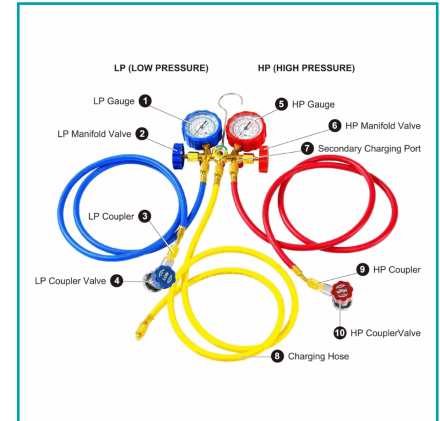 LP (LOW PRESSURE)
HP (HIGH PRESSURE)
LP Gauge 1
5 HP Gauge
LP Manifold Valve 2
6 HP Manifold Valve
7 Secondary Charging Port
LP Coupler 3
LP Coupler Valve 4
9 HP Coupler
10 HP CouplerValve
8 Charging Hose